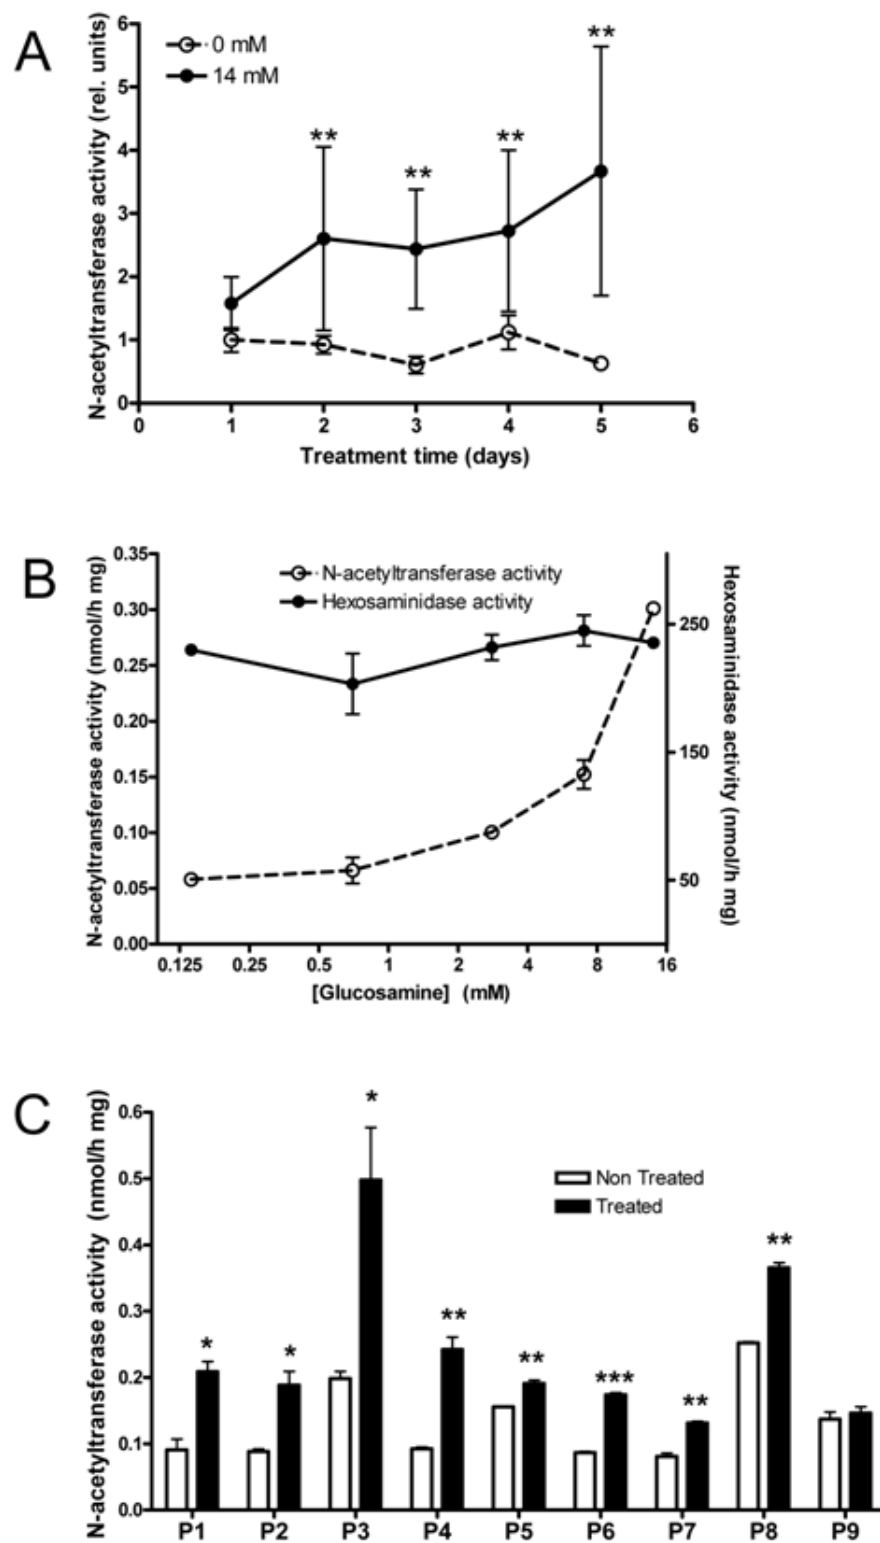 A
N-acetyltransferase activity (rel. units)
6
5
4
3
2
1
0
0 mM
14 mM
**
**
**
**
0 1 2 3 4 5 6
Treatment time (days)
B
N-acetyltransferase activity (nmol/h mg)
0.35
0.30
0.25
0.20
0.15
0.10
0.05
0.00
N-acetyltransferase activity
Hexosaminidase activity
250
150
50
Hexosaminidase activity (nmol/h mg)
0.125 0.25 0.5 1 2 4 8 16
[Glucosamine] (mM)
C
N-acetyltransferase activity (nmol/h mg)
0.6
0.5
0.4
0.3
0.2
0.1
0.0
Non Treated
Treated
* * * ** ** *** ** **
P1 P2 P3 P4 P5 P6 P7 P8 P9